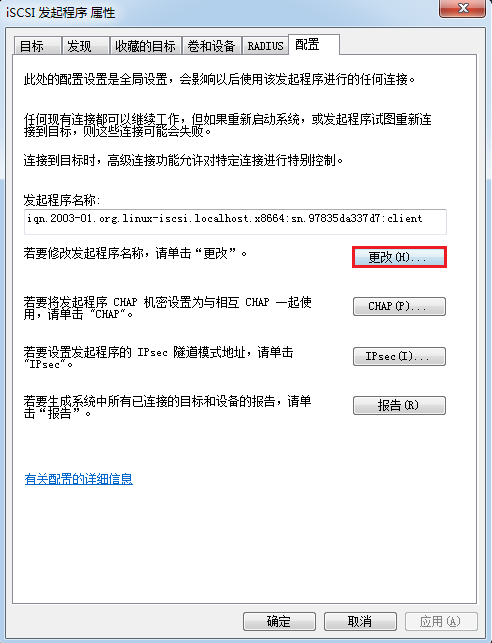 iSCSI 发起程序 属性
目标 发现 收藏的目标 卷和设备 RADIUS 配置
此处的配置设置是全局设置，会影响以后使用该发起程序进行的任何连接。
任何现有连接都可以继续工作，但如果重新启动系统，或发起程序试图重新连
接到目标，则这些连接可能会失败。
连接到目标时，高级连接功能允许对特定连接进行特别控制。
发起程序名称:
iqn.2003-01.org.linux-iscsi.localhost.x8664:sn.97835da337d7:client
若要修改发起程序名称，请单击“更改”。
更改(H)...
若要将发起程序 CHAP 机密设置为与相互 CHAP 一起使
用，请单击 "CHAP"。
CHAP(P)...
若要设置发起程序的 IPsec 隧道模式地址，请单击
"IPsec"。
IPsec(I)...
若要生成系统中所有已连接的目标和设备的报告，请单
击“报告”。
报告(R)
有关配置的详细信息
确定 取消 应用(A)